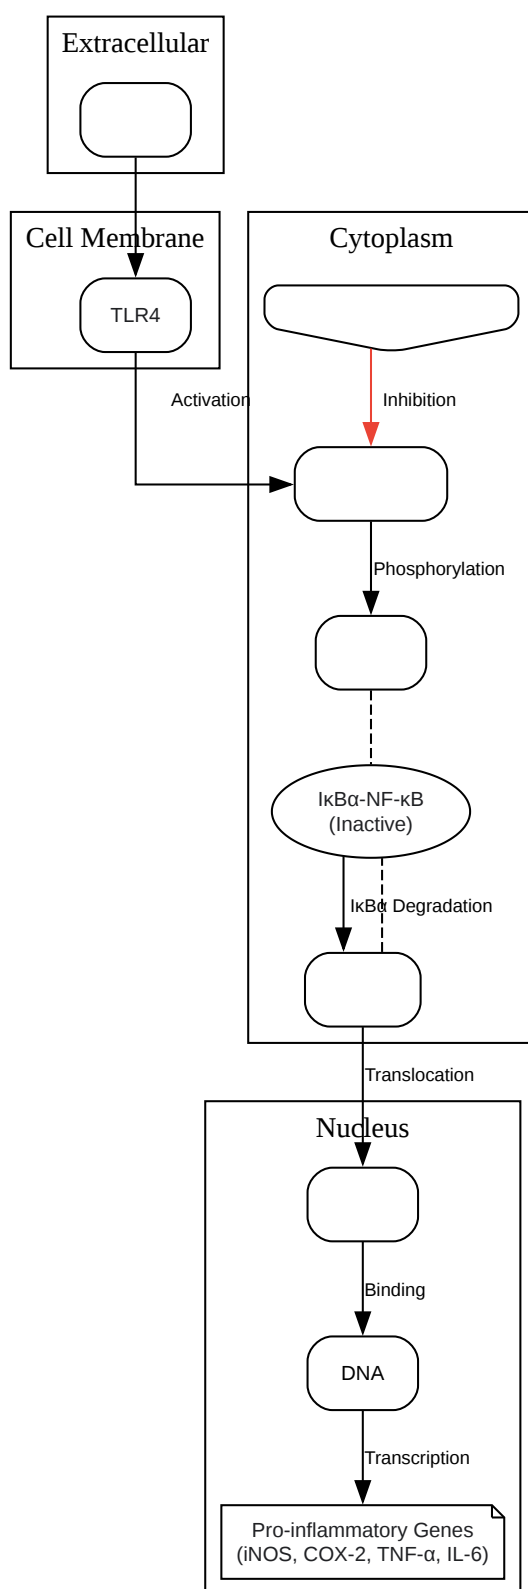 Extracellular
Cell Membrane
TLR4
Activation
Cytoplasm
Inhibition
Phosphorylation
IκBα-NF-κB
(Inactive)
IκBα Degradation
Translocation
Nucleus
Binding
DNA
Transcription
Pro-inflammatory Genes
(iNOS, COX-2, TNF-α, IL-6)